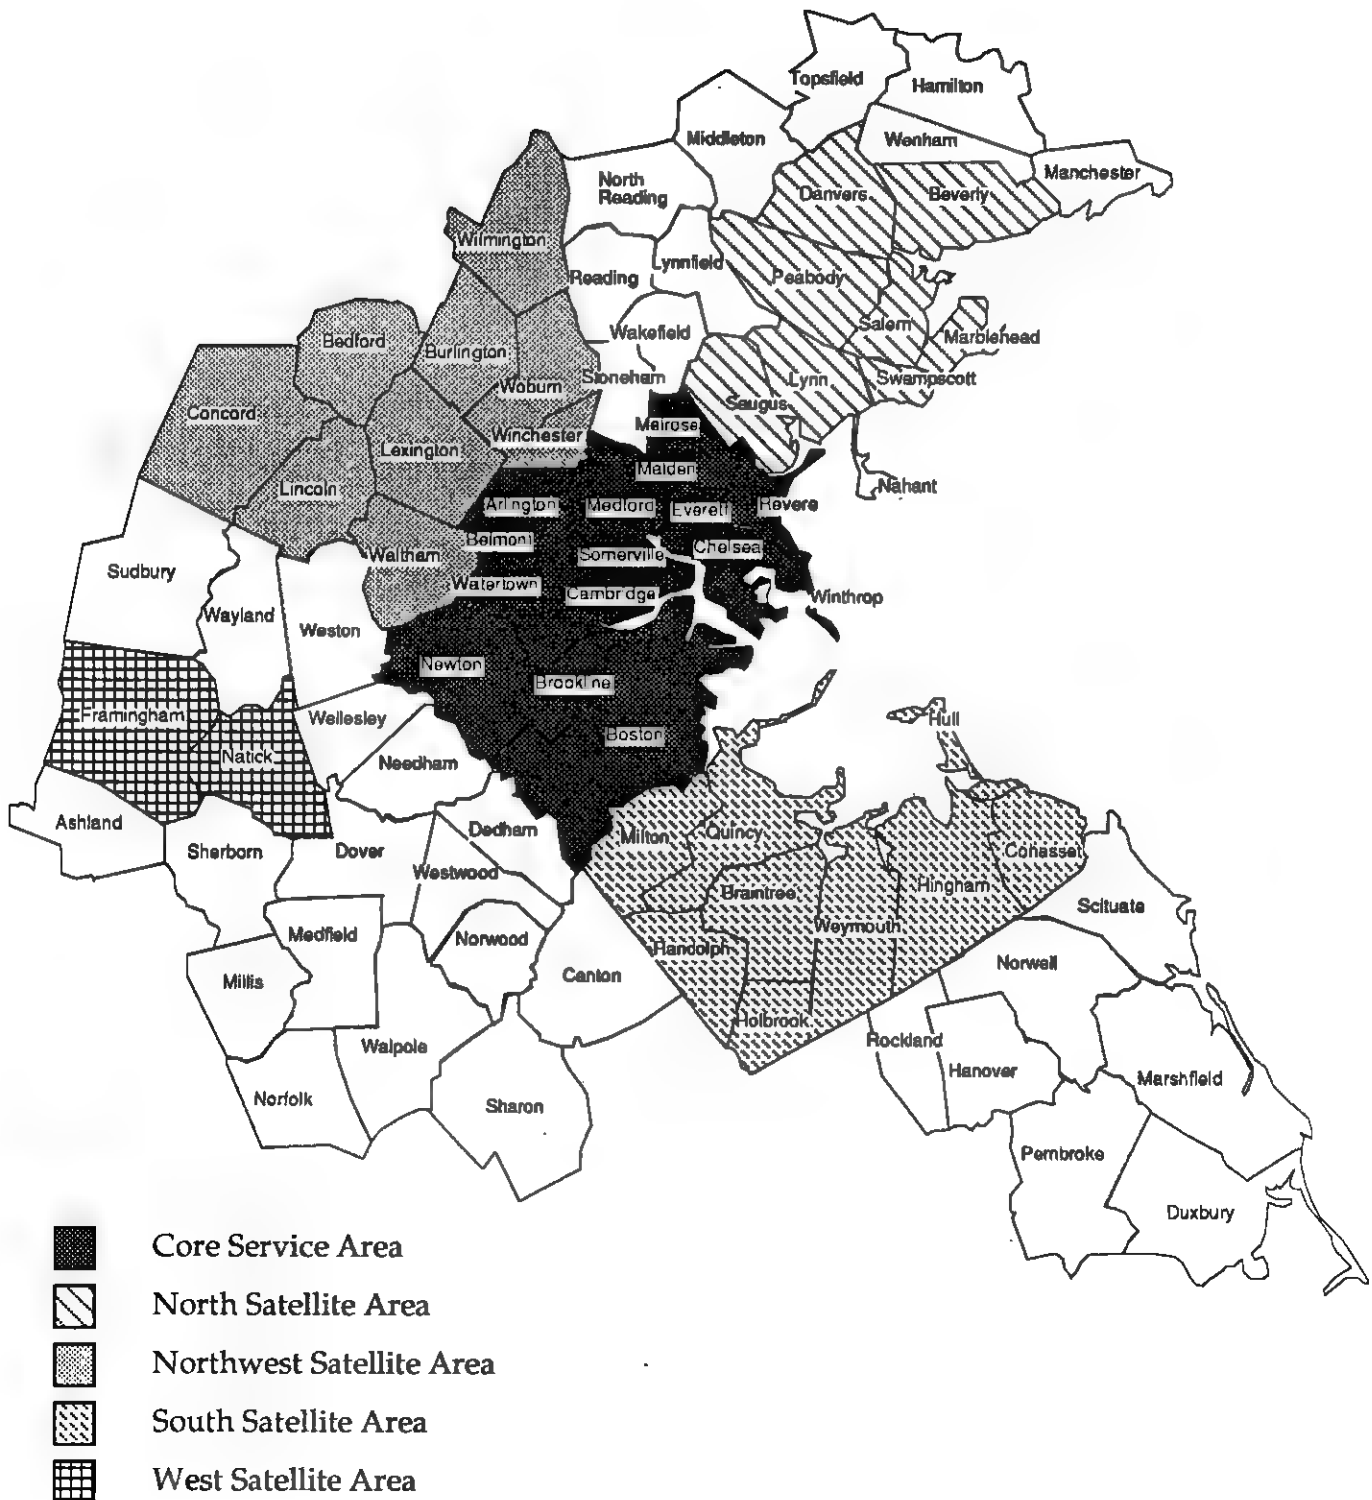 Topsfield
Hamilton
Middleton
Wenham
Manchester
North
Reading
Danvers
Beverly
Wilmington
Reading
Lynnfield
Peabody
Salem
Marblehead
Bedford
Burlington
Wakefield
Stoneham
Lynn
Swampscott
Woburn
Saugus
Concord
Winchester
Melrose
Lexington
Malden
Lincoln
Nahant
Arlington
Medford
Everett
Revere
Belmont
Somerville
Chelsea
Waltham
Sudbury
Watertown
Cambridge
Winthrop
Wayland
Weston
Newton
Brookline
Framingham
Wellesley
Hull
Natick
Needham
Boston
Ashland
Sherborn
Dover
Dedham
Milton
Quincy
Cohasset
Westwood
Braintree
Hingham
Scituate
Medfield
Norwood
Randolph
Weymouth
Millis
Canton
Norwell
Holbrook
Walpole
Rockland
Hanover
Marshfield
Norfolk
Sharon
Pembroke
Duxbury
Core Service Area
North Satellite Area
Northwest Satellite Area
South Satellite Area
West Satellite Area